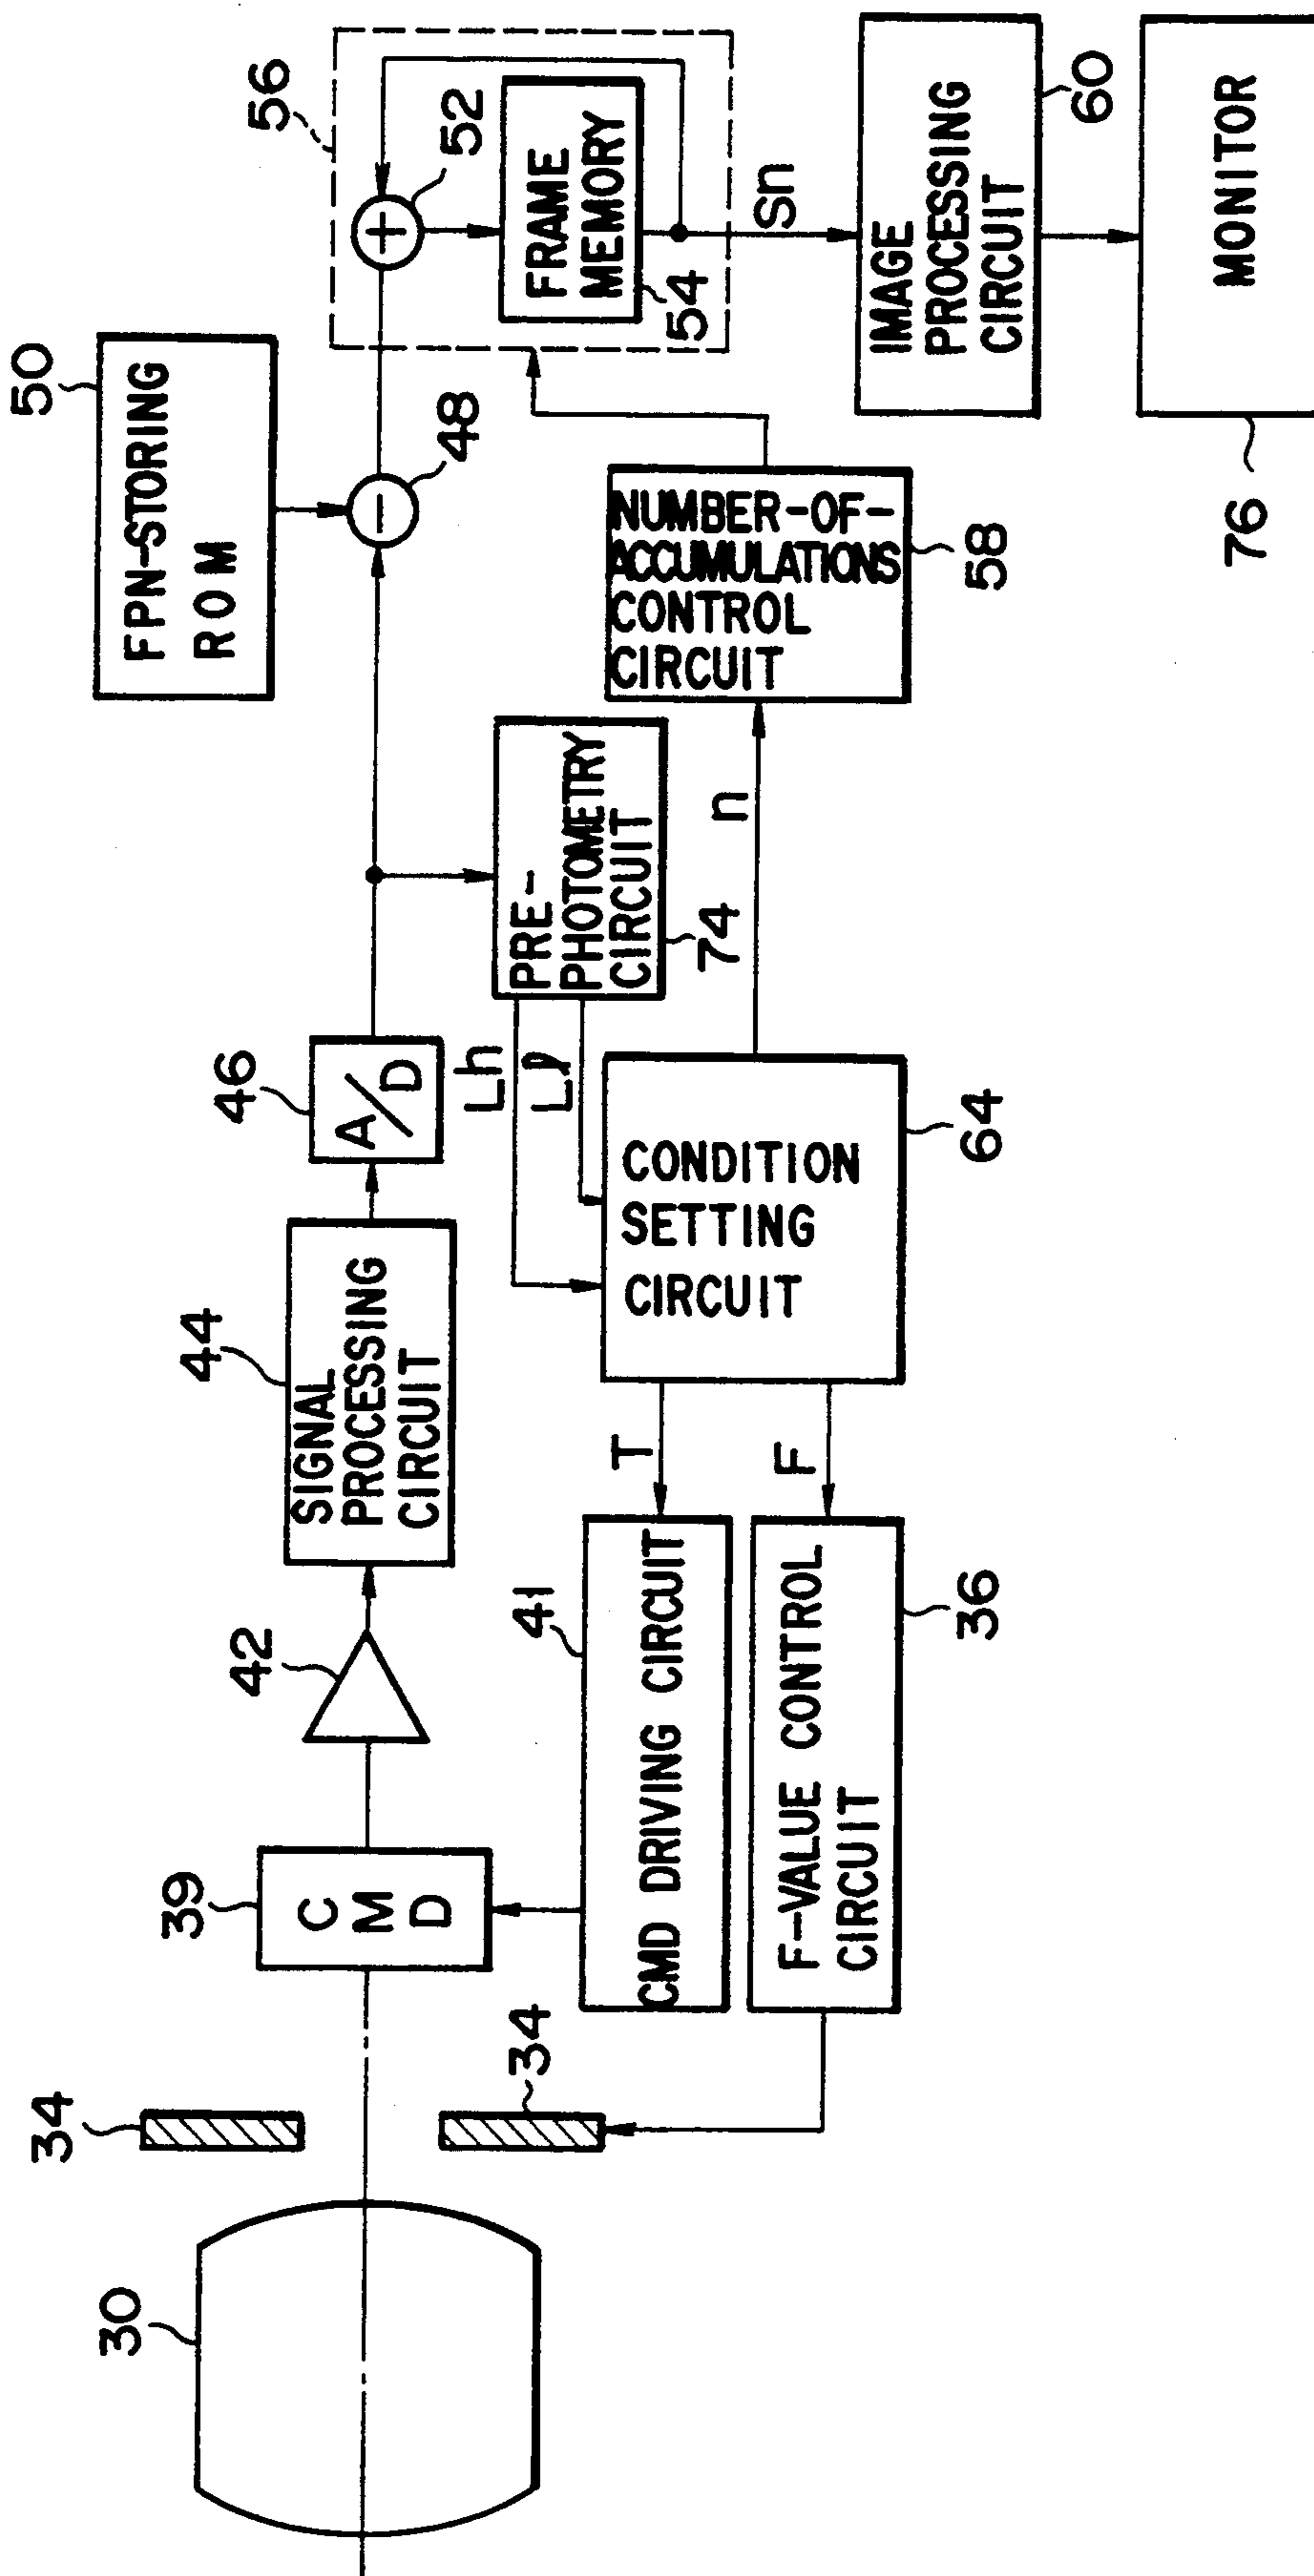 30
34
34
39
C
M
D
42
44
SIGNAL
PROCESSING
CIRCUIT
46
A/D
50
FPN-STORING
ROM
48
−
56
+
52
FRAME
MEMORY
54
Sn
Lh
Lℓ
PRE-
PHOTOMETRY
CIRCUIT
74
n
NUMBER-OF-
ACCUMULATIONS
CONTROL
CIRCUIT
58
CONDITION
SETTING
CIRCUIT
64
T
F
41
CMD DRIVING CIRCUIT
F-VALUE CONTROL
CIRCUIT
36
IMAGE
PROCESSING
CIRCUIT
60
MONITOR
76